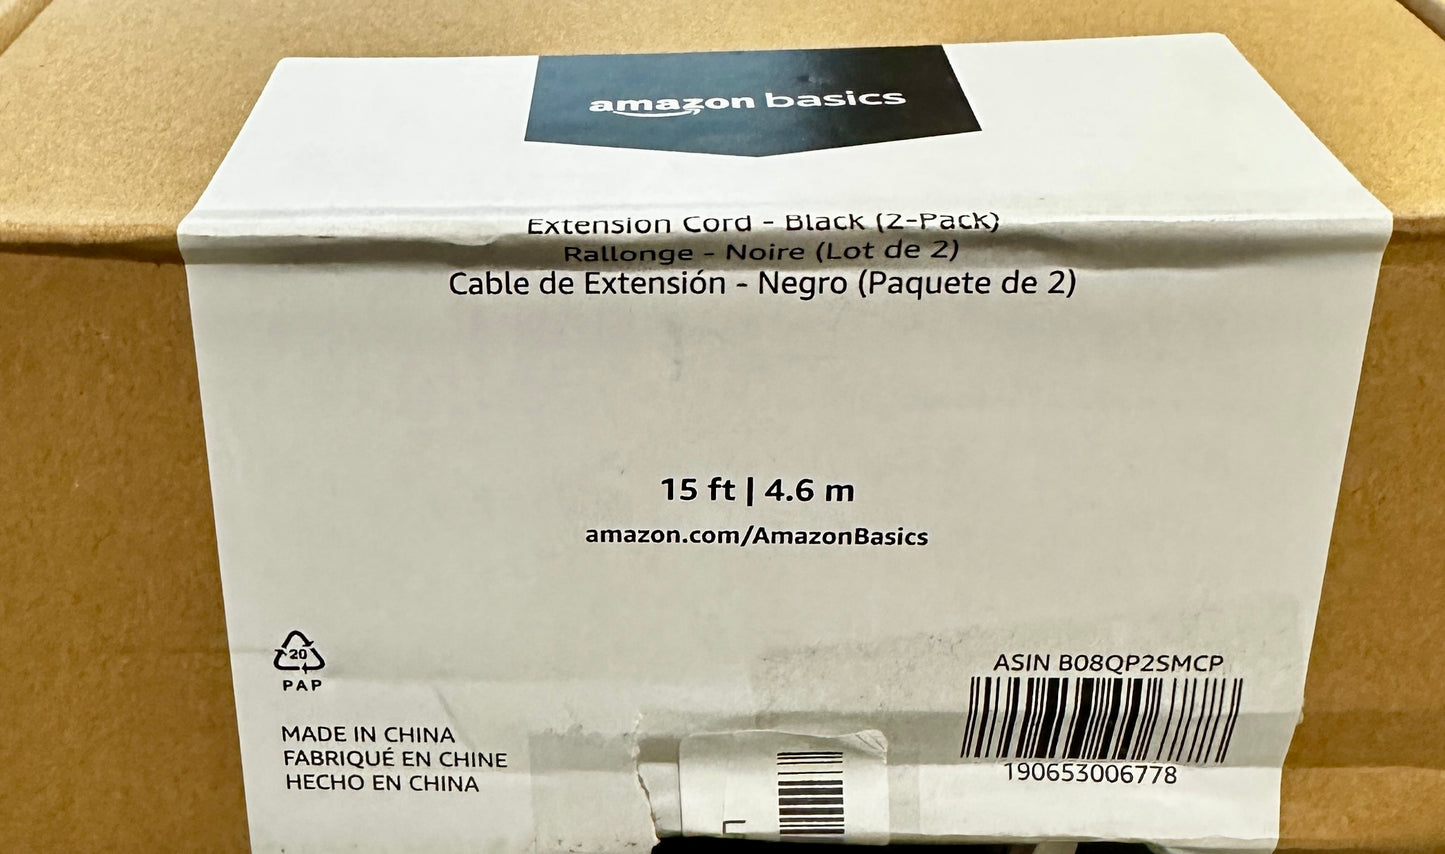 amazon basics
Extension Cord - Black (2-Pack)
Rallonge - Noire (Lot de 2)
Cable de Extensión - Negro (Paquete de 2)
15 ft | 4.6 m
amazon.com/AmazonBasics
20
PAP
MADE IN CHINA
FABRIQUÉ EN CHINE
HECHO EN CHINA
ASIN B08QP2SMCP
190653006778